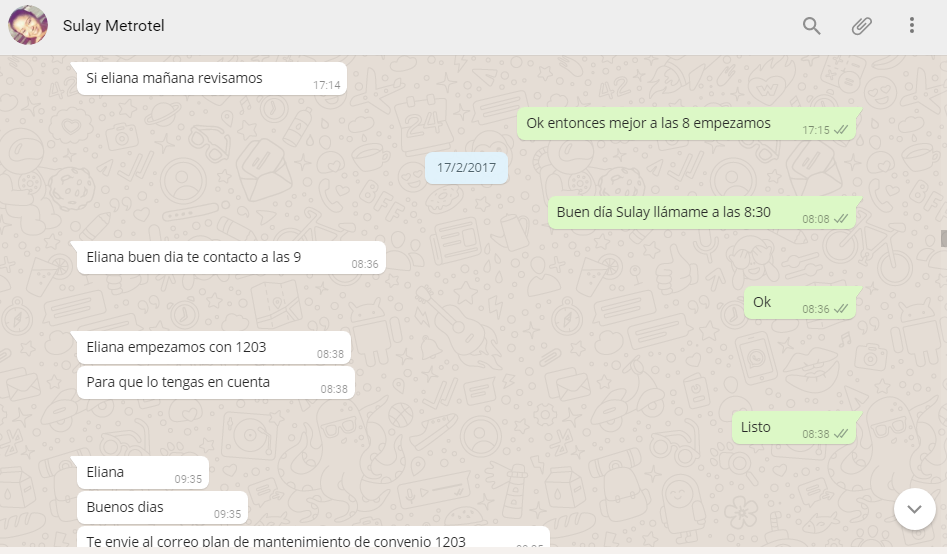 Sulay Metrotel
Si eliana mañana revisamos 17:14
Ok entonces mejor a las 8 empezamos 17:15
17/2/2017
Buen día Sulay llámame a las 8:30 08:08
Eliana buen dia te contacto a las 9 08:36
Ok 08:36
Eliana empezamos con 1203 08:38
Para que lo tengas en cuenta 08:38
Listo 08:38
Eliana 09:35
Buenos dias 09:35
Te envie al correo plan de mantenimiento de convenio 1203